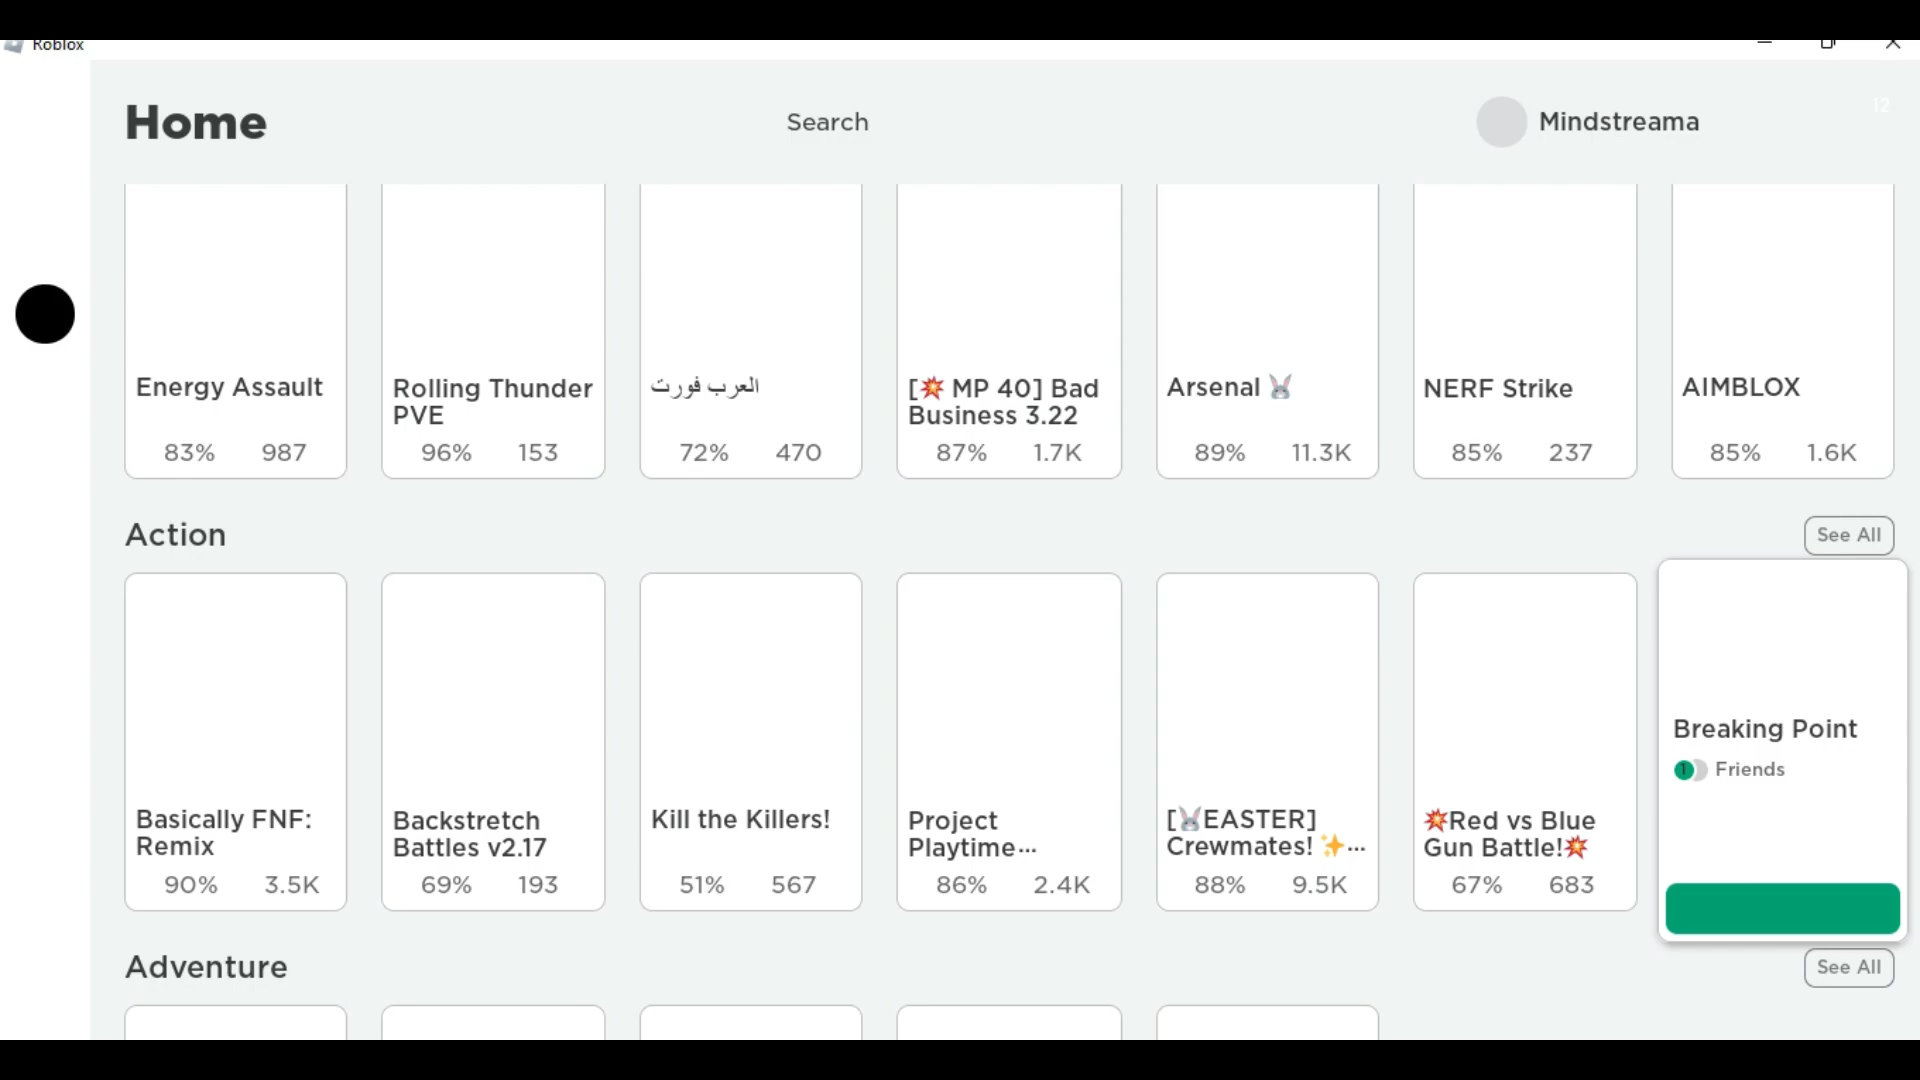 Roblox
Home
Search
Mindstreama
12
Energy Assault
83% 987
Rolling Thunder
PVE
96% 153
العرب فورت
72% 470
[💥 MP 40] Bad
Business 3.22
87% 1.7K
Arsenal 🐰
89% 11.3K
NERF Strike
85% 237
AIMBLOX
85% 1.6K
Action
See All
Basically FNF:
Remix
90% 3.5K
Backstretch
Battles v2.17
69% 193
Kill the Killers!
51% 567
Project
Playtime...
86% 2.4K
[🐰EASTER]
Crewmates! ✨...
88% 9.5K
💥Red vs Blue
Gun Battle!💥
67% 683
Breaking Point
1 Friends
Adventure
See All